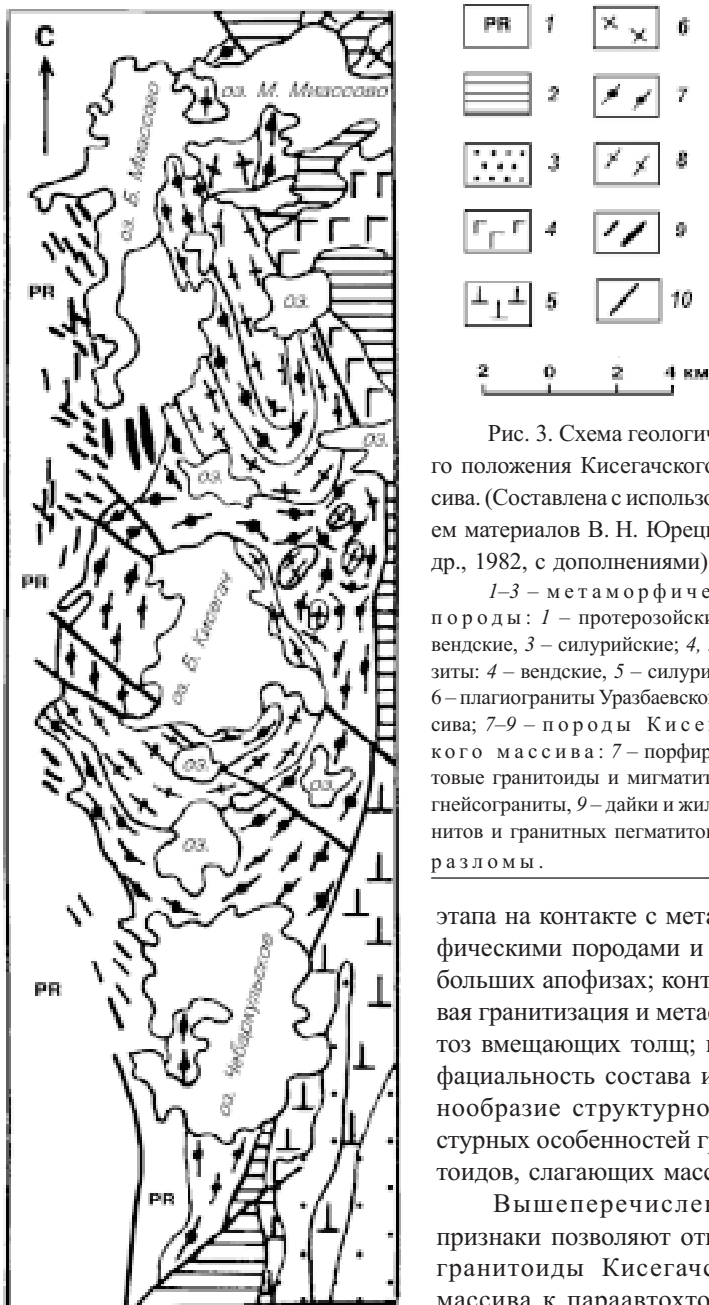 С
оз. М. Миассово
оз. Б. Миассово
PR
оз.
оз.
оз.
PR
оз. Б. Кисегач
оз.
оз.
оз.
PR
оз. Чебаркульское
PR
PR 1
6
2
7
3
8
4
9
5
10
2 0 2 4 км
Рис. 3. Схема геологич
го положения Кисегачского
сива. (Составлена с использо
ем материалов В. Н. Юрец
др., 1982, с дополнениями)
1–3 – метаморфиче
породы: 1 – протерозойски
вендские, 3 – силурийские; 4,
зиты: 4 – вендские, 5 – силури
6 – плагиограниты Уразбаевско
сива; 7–9 – породы Кисе
кого массива: 7 – порфир
товые гранитоиды и мигматит
гнейсограниты, 9 – дайки и жил
нитов и гранитных пегматито
разломы.
этапа на контакте с мета
фическими породами и
больших апофизах; конт
вая гранитизация и метас
тоз вмещающих толщ;
фациальность состава и
нообразие структурно
стурных особенностей г
тоидов, слагающих масс
Вышеперечислен
признаки позволяют отн
гранитоиды Кисегачс
массива к параавтохто